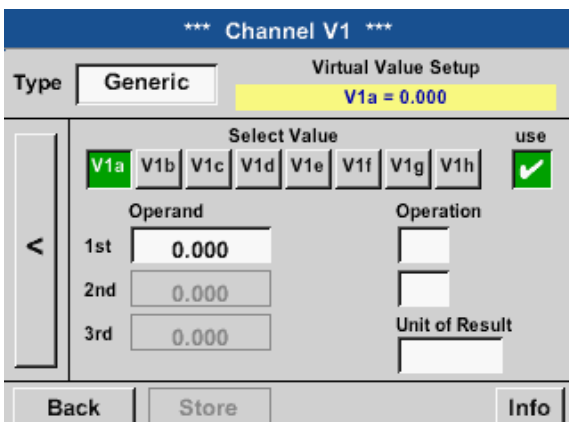 *** Channel V1 ***
Type Generic Virtual Value Setup
V1a = 0.000
Select Value use
V1a V1b V1c V1d V1e V1f V1g V1h ✔
Operand Operation
< 1st 0.000
2nd 0.000
3rd 0.000
Unit of Result
Back Store Info